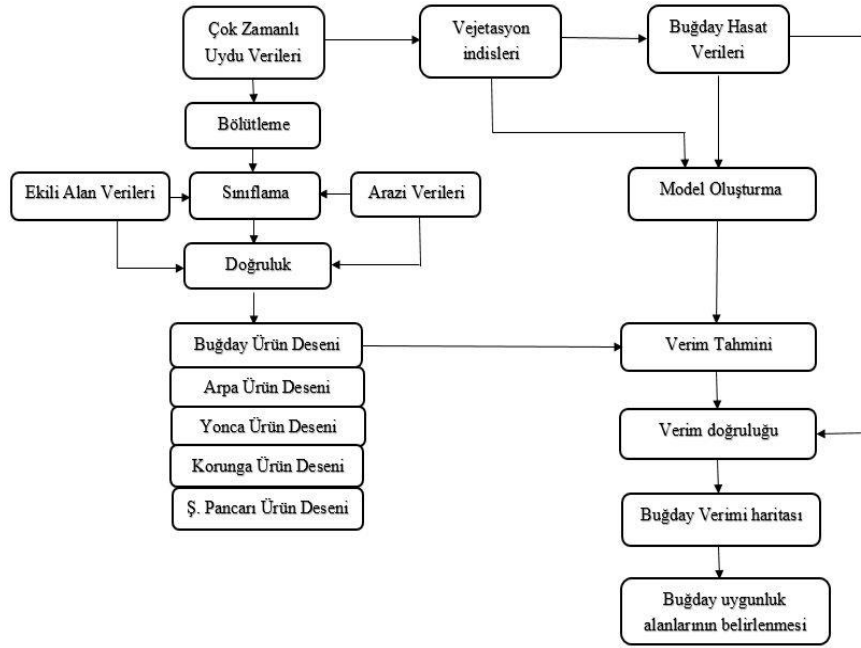 Çok Zamanlı
Uydu Verileri
Vejetasyon
indisleri
Buğday Hasat
Verileri
Bölütleme
Ekili Alan Verileri
Sınıflama
Arazi Verileri
Model Oluşturma
Doğruluk
Buğday Ürün Deseni
Verim Tahmini
Arpa Ürün Deseni
Yonca Ürün Deseni
Verim doğruluğu
Korunga Ürün Deseni
Ş. Pancarı Ürün Deseni
Buğday Verimi haritası
Buğday uygunluk
alanlarının belirlenmesi